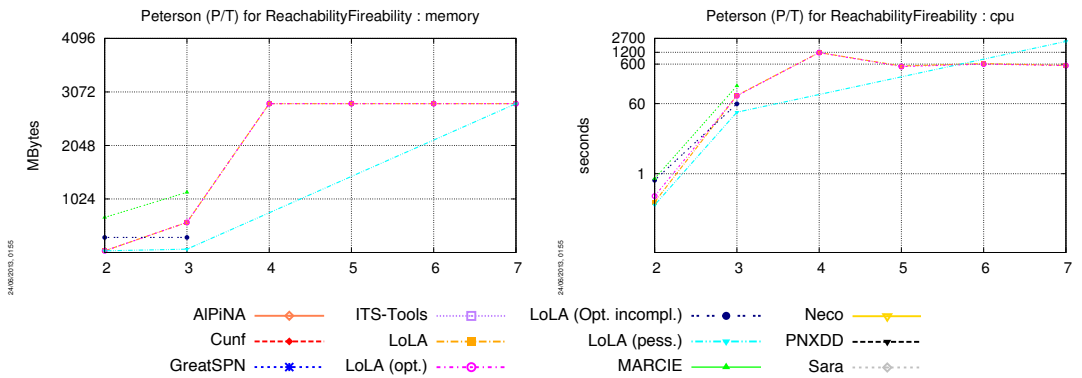 Peterson (P/T) for ReachabilityFireability : memory
4096
3072
2048
1024
MBytes
2 3 4 5 6 7
24/06/2013, 01:55
Peterson (P/T) for ReachabilityFireability : cpu
2700
1200
600
60
1
seconds
2 3 4 5 6 7
24/06/2013, 01:55
AlPiNA ITS-Tools LoLA (Opt. incompl.) Neco
Cunf LoLA LoLA (pess.) PNXDD
GreatSPN LoLA (opt.) MARCIE Sara